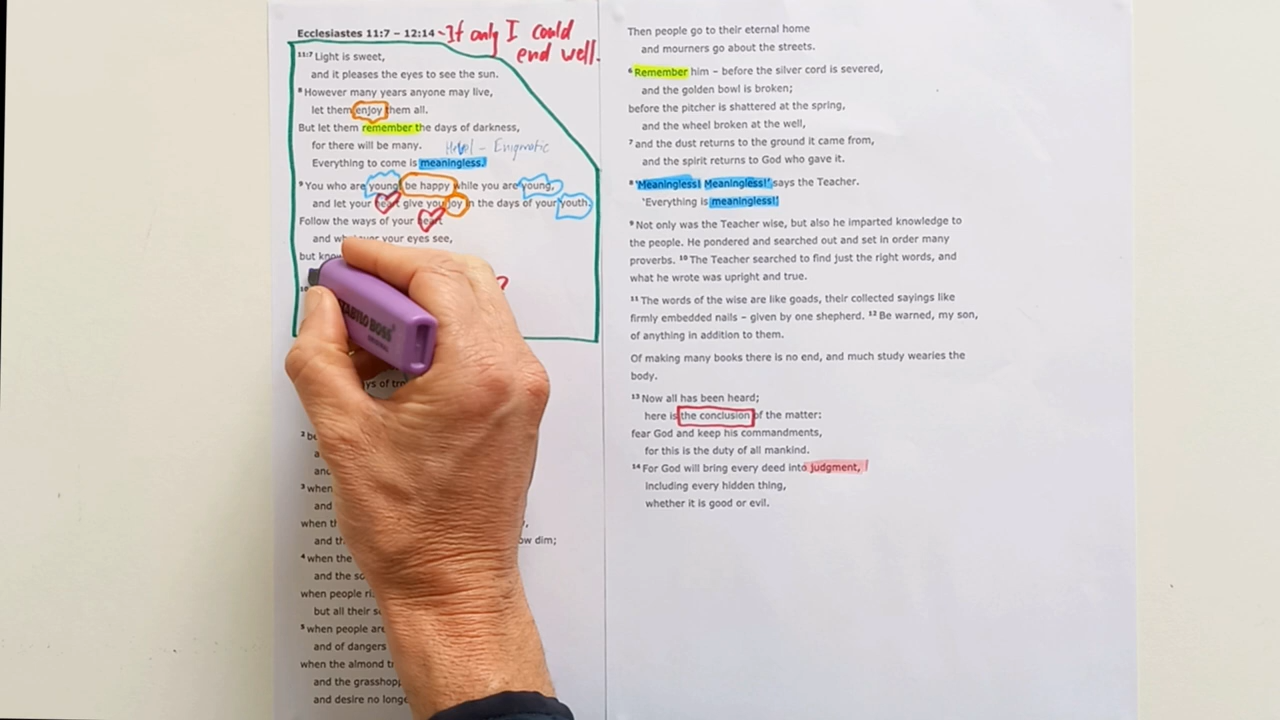 Ecclesiastes 11:7 – 12:14 - If only I could
end well.
11:7 Light is sweet,
and it pleases the eyes to see the sun.
8 However many years anyone may live,
let them enjoy them all.
But let them remember the days of darkness,
for there will be many. Hevel - Enigmatic
Everything to come is meaningless.
9 You who are young, be happy while you are young,
and let your heart give you joy in the days of your youth.
Follow the ways of your heart
and whatever your eyes see,
but know
10
STABILO BOSS
ORIGINAL
ys of tro
2 be
a
and
3 when
and
when th
and th ow dim;
4 when the
and the so
when people ri
but all their so
5 when people are
and of dangers
when the almond tr
and the grasshopp
and desire no longe
Then people go to their eternal home
and mourners go about the streets.
6 Remember him – before the silver cord is severed,
and the golden bowl is broken;
before the pitcher is shattered at the spring,
and the wheel broken at the well,
7 and the dust returns to the ground it came from,
and the spirit returns to God who gave it.
8 'Meaningless! Meaningless!' says the Teacher.
'Everything is meaningless!'
9 Not only was the Teacher wise, but also he imparted knowledge to
the people. He pondered and searched out and set in order many
proverbs. 10 The Teacher searched to find just the right words, and
what he wrote was upright and true.
11 The words of the wise are like goads, their collected sayings like
firmly embedded nails – given by one shepherd. 12 Be warned, my son,
of anything in addition to them.
Of making many books there is no end, and much study wearies the
body.
13 Now all has been heard;
here is the conclusion of the matter:
fear God and keep his commandments,
for this is the duty of all mankind.
14 For God will bring every deed into judgment,
including every hidden thing,
whether it is good or evil.